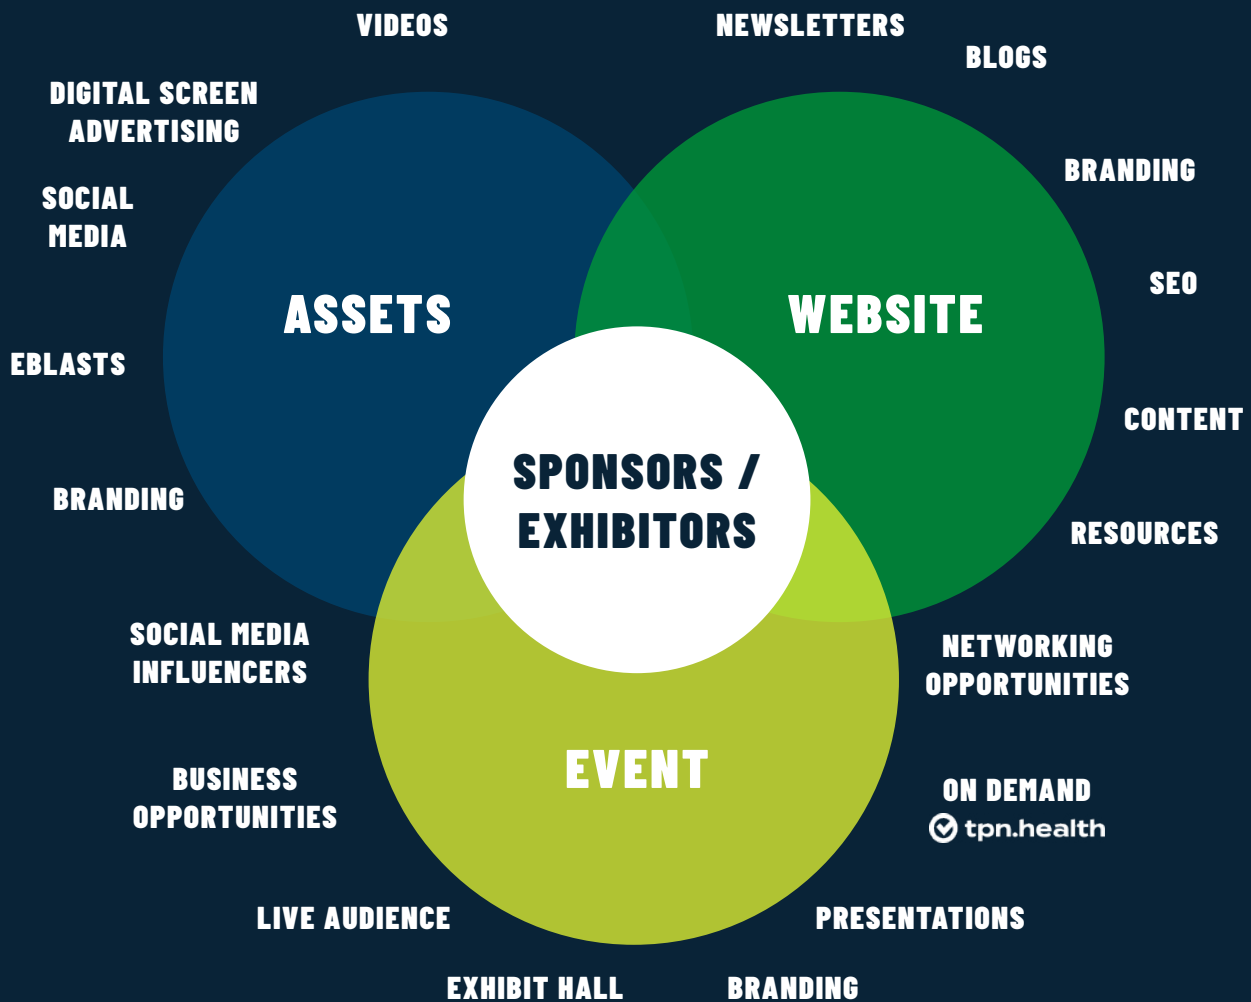 VIDEOS
NEWSLETTERS
BLOGS
DIGITAL SCREEN
ADVERTISING
BRANDING
SOCIAL
MEDIA
SEO
ASSETS
WEBSITE
EBLASTS
CONTENT
SPONSORS /
EXHIBITORS
BRANDING
RESOURCES
SOCIAL MEDIA
INFLUENCERS
NETWORKING
OPPORTUNITIES
EVENT
BUSINESS
OPPORTUNITIES
ON DEMAND
tpn.health
LIVE AUDIENCE
PRESENTATIONS
EXHIBIT HALL
BRANDING